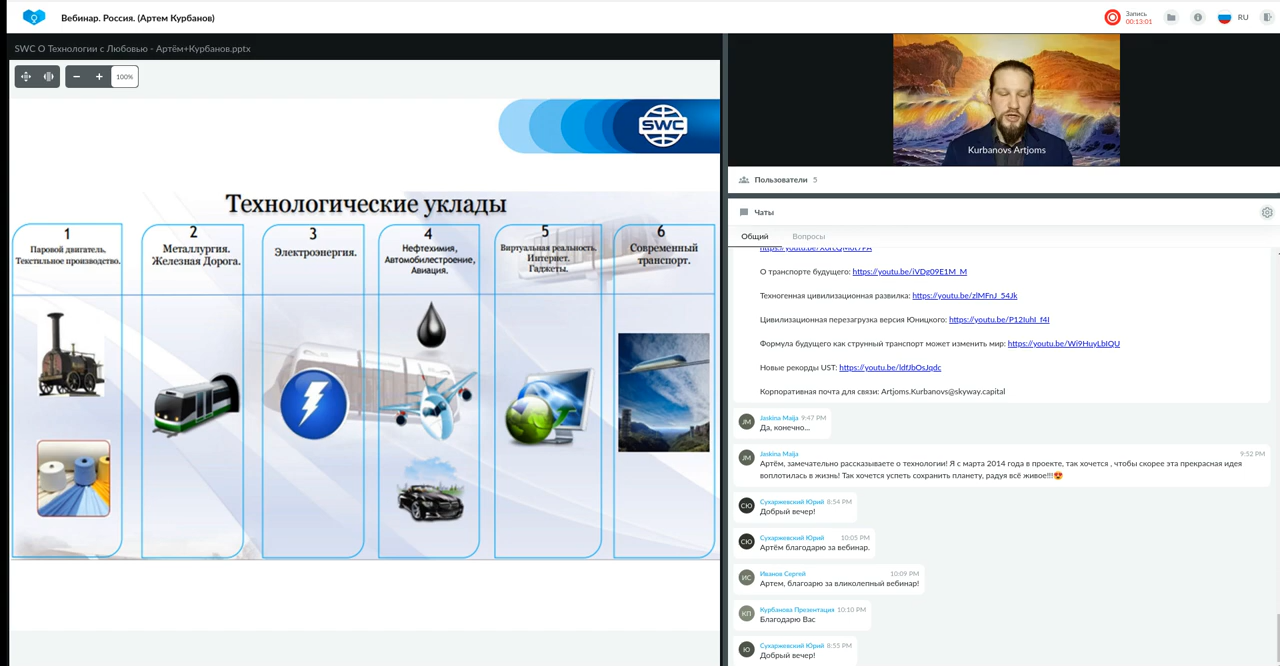 Вебинар. Россия. (Артем Курбанов)
Запись
00:13:01
RU
SWC О Технологии с Любовью - Артём+Курбанов.pptx
100%
SWC
Технологические уклады
1
Паровой двигатель.
Текстильное производство.
2
Металлургия.
Железная Дорога.
3
Электроэнергия.
4
Нефтехимия,
Автомобилестроение,
Авиация.
5
Виртуальная реальность.
Интернет.
Гаджеты.
6
Современный
транспорт.
Kurbanovs Artjoms
Пользователи 5
Чаты
Общий Вопросы
О транспорте будущего: https://youtu.be/iVDg09E1M_M
Техногенная цивилизационная развилка: https://youtu.be/zlMFnJ_54Jk
Цивилизационная перезагрузка версия Юницкого: https://youtu.be/P12IuhI_f4I
Формула будущего как струнный транспорт может изменить мир: https://youtu.be/Wi9HuyLbIQU
Новые рекорды UST: https://youtu.be/ldfJbOsJqdc
Корпоративная почта для связи: Artjoms.Kurbanovs@skyway.capital
JM
Jaskina Maija 9:47 PM
Да, конечно...
JM
Jaskina Maija 9:52 PM
Артём, замечательно рассказываете о технологии! Я с марта 2014 года в проекте, так хочется , чтобы скорее эта прекрасная идея
воплотилась в жизнь! Так хочется успеть сохранить планету, радуя всё живое!!!😍
СЮ
Сухаржевский Юрий 8:54 PM
Добрый вечер!
СЮ
Сухаржевский Юрий 10:05 PM
Артём благодарю за вебинар.
ИС
Иванов Сергей 10:09 PM
Артем, благоарю за вликолепный вебинар!
КП
Курбанова Презентация 10:10 PM
Благодарю Вас
Ю
Сухаржевский Юрий 8:55 PM
Добрый вечер!